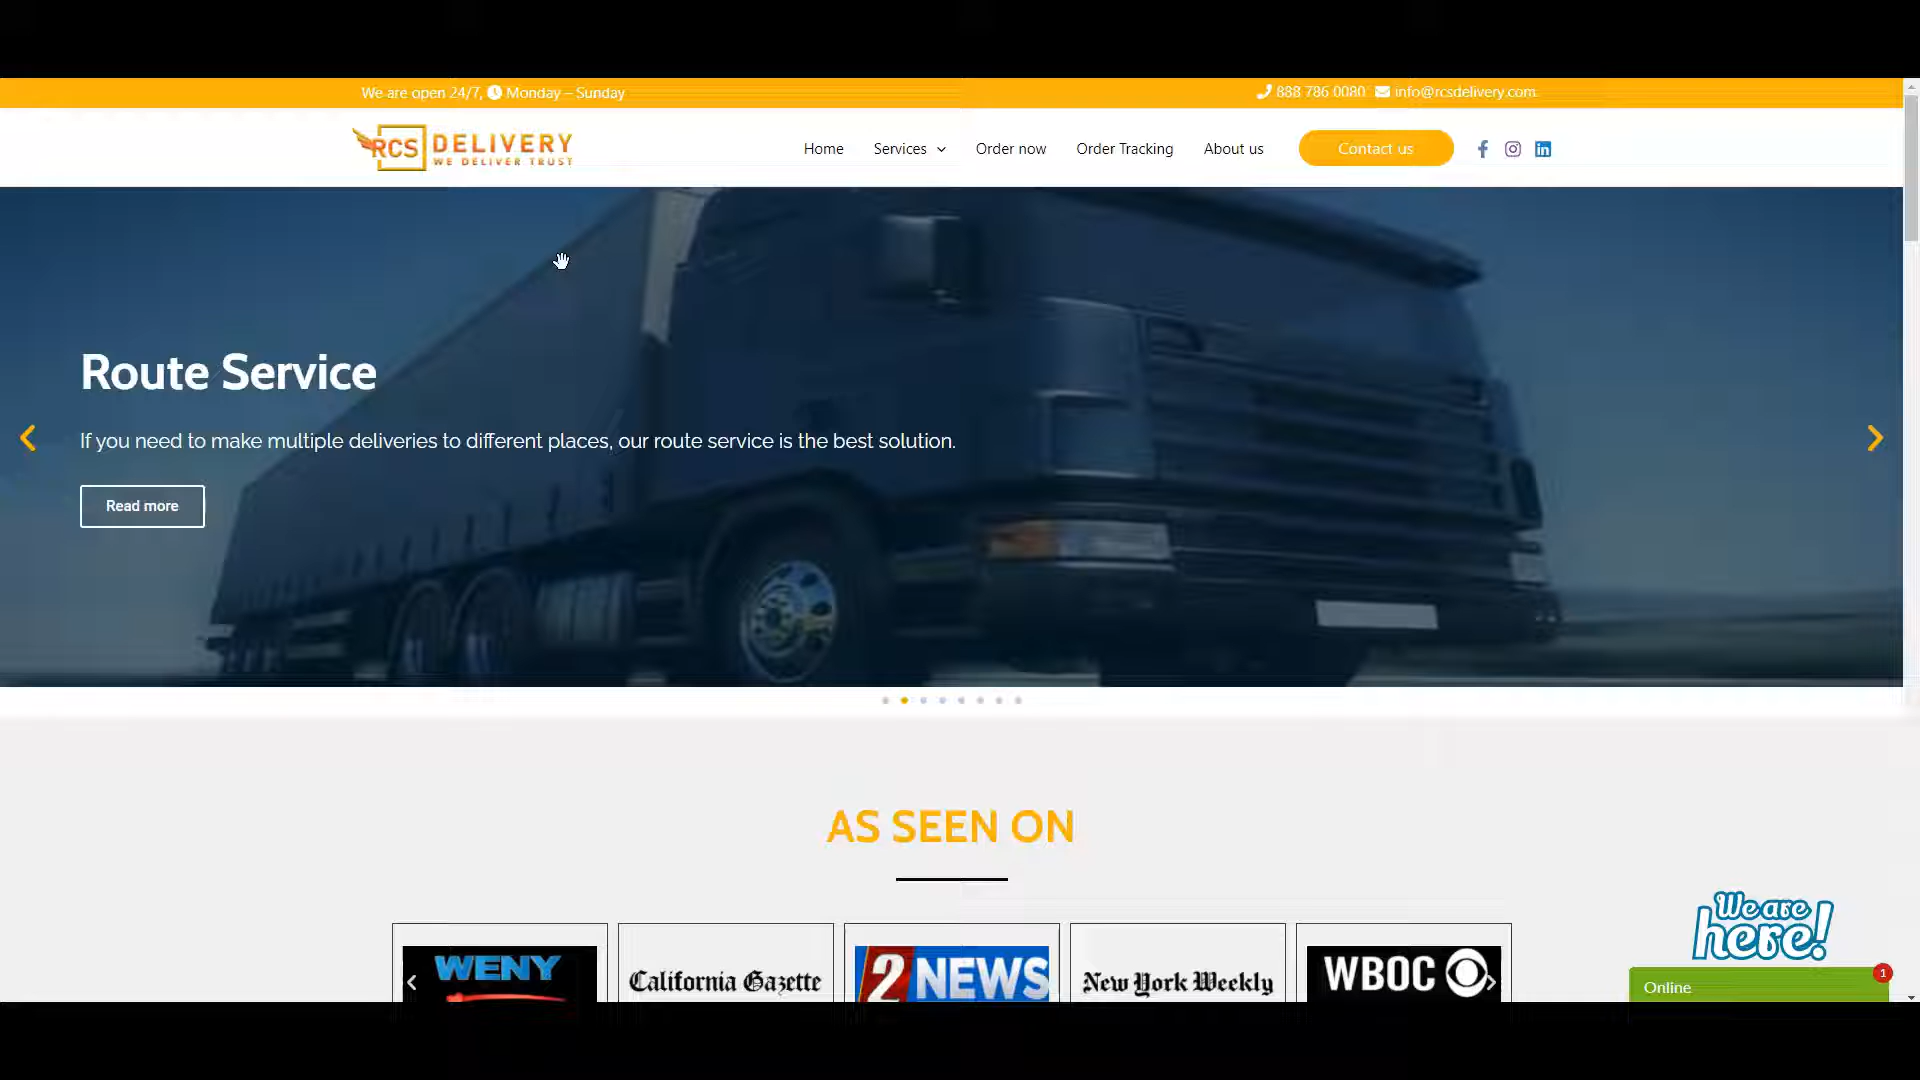 We are open 24/7, Monday – Sunday
888 786 0080 info@rcsdelivery.com
RCS DELIVERY
WE DELIVER TRUST
Home Services Order now Order Tracking About us Contact us
Route Service
If you need to make multiple deliveries to different places, our route service is the best solution.
Read more
AS SEEN ON
WENY California Gazette 2 NEWS New York Weekly WBOC
We are
here!
1
Online